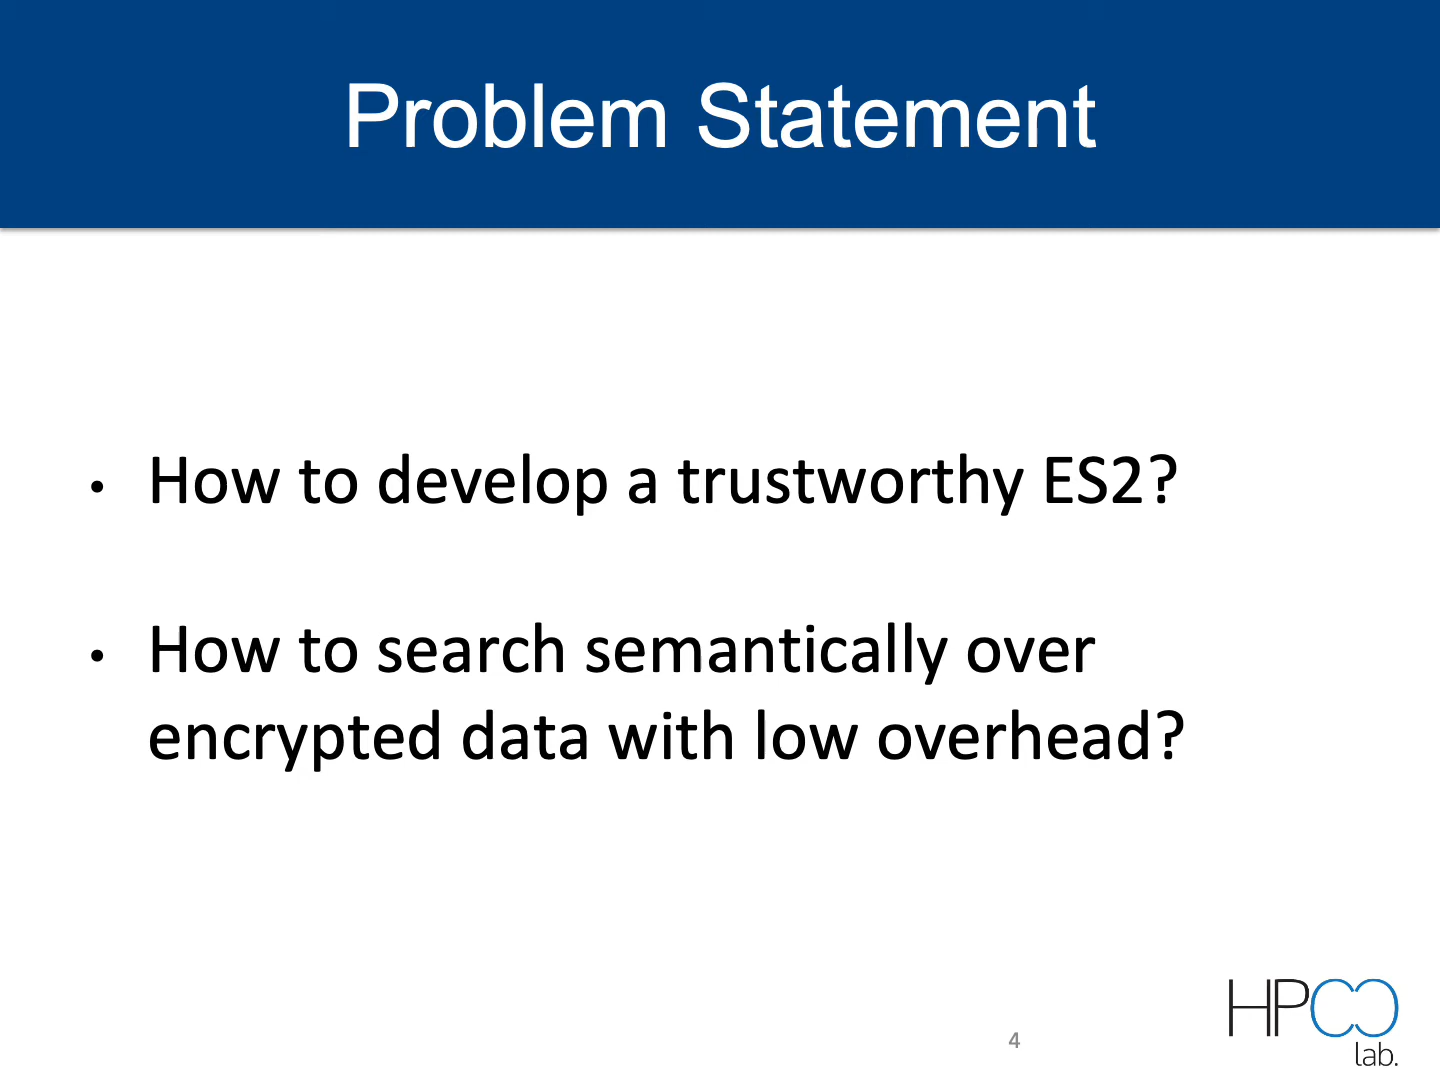 Problem Statement
• How to develop a trustworthy ES2?
• How to search semantically over
encrypted data with low overhead?
4
HPCC
lab.